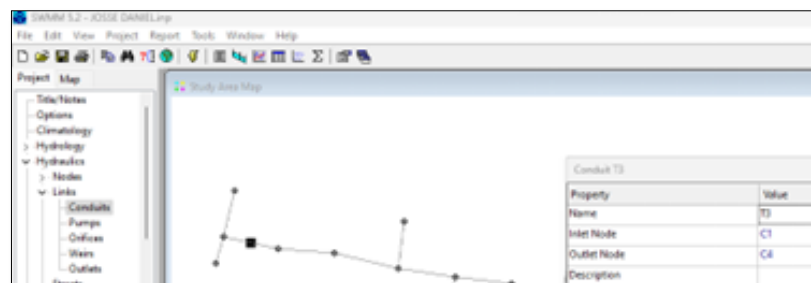 SWMM 5.2 - JOSSE DANIEL.inp
File Edit View Project Report Tools Window Help
Project Map
Study Area Map
Title/Notes
Options
Climatology
Hydrology
Hydraulics
Nodes
Links
Conduits
Pumps
Orifices
Weirs
Outlets
Streets
Conduit T3
Property Value
Name T3
Inlet Node C1
Outlet Node C4
Description